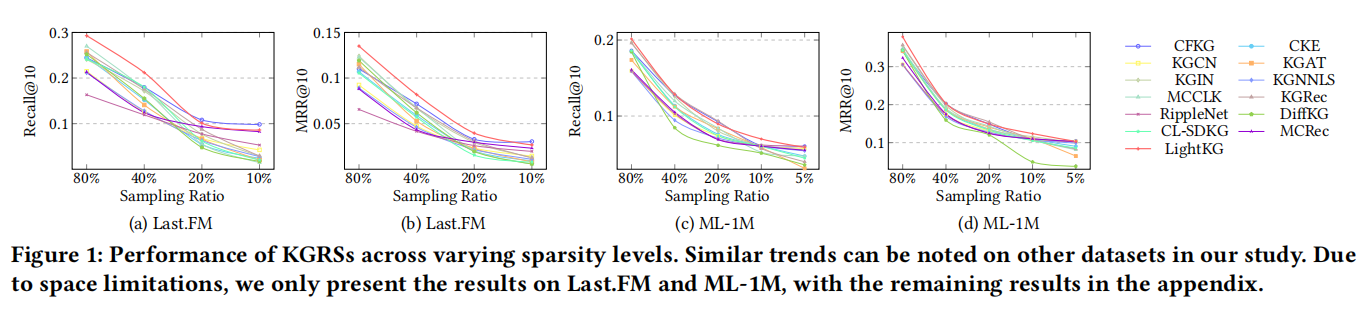 0.3
0.2
0.1
Recall@10
80% 40% 20% 10%
Sampling Ratio
(a) Last.FM
0.15
0.1
0.05
MRR@10
80% 40% 20% 10%
Sampling Ratio
(b) Last.FM
0.2
0.1
Recall@10
80% 40% 20% 10% 5%
Sampling Ratio
(c) ML-1M
0.3
0.2
0.1
MRR@10
80% 40% 20% 10% 5%
Sampling Ratio
(d) ML-1M
CFKG CKE
KGCN KGAT
KGIN KGNNLS
MCCLK KGRec
RippleNet DiffKG
CL-SDKG MCRec
LightKG
Figure 1: Performance of KGRSs across varying sparsity levels. Similar trends can be noted on other datasets in our study. Due
to space limitations, we only present the results on Last.FM and ML-1M, with the remaining results in the appendix.